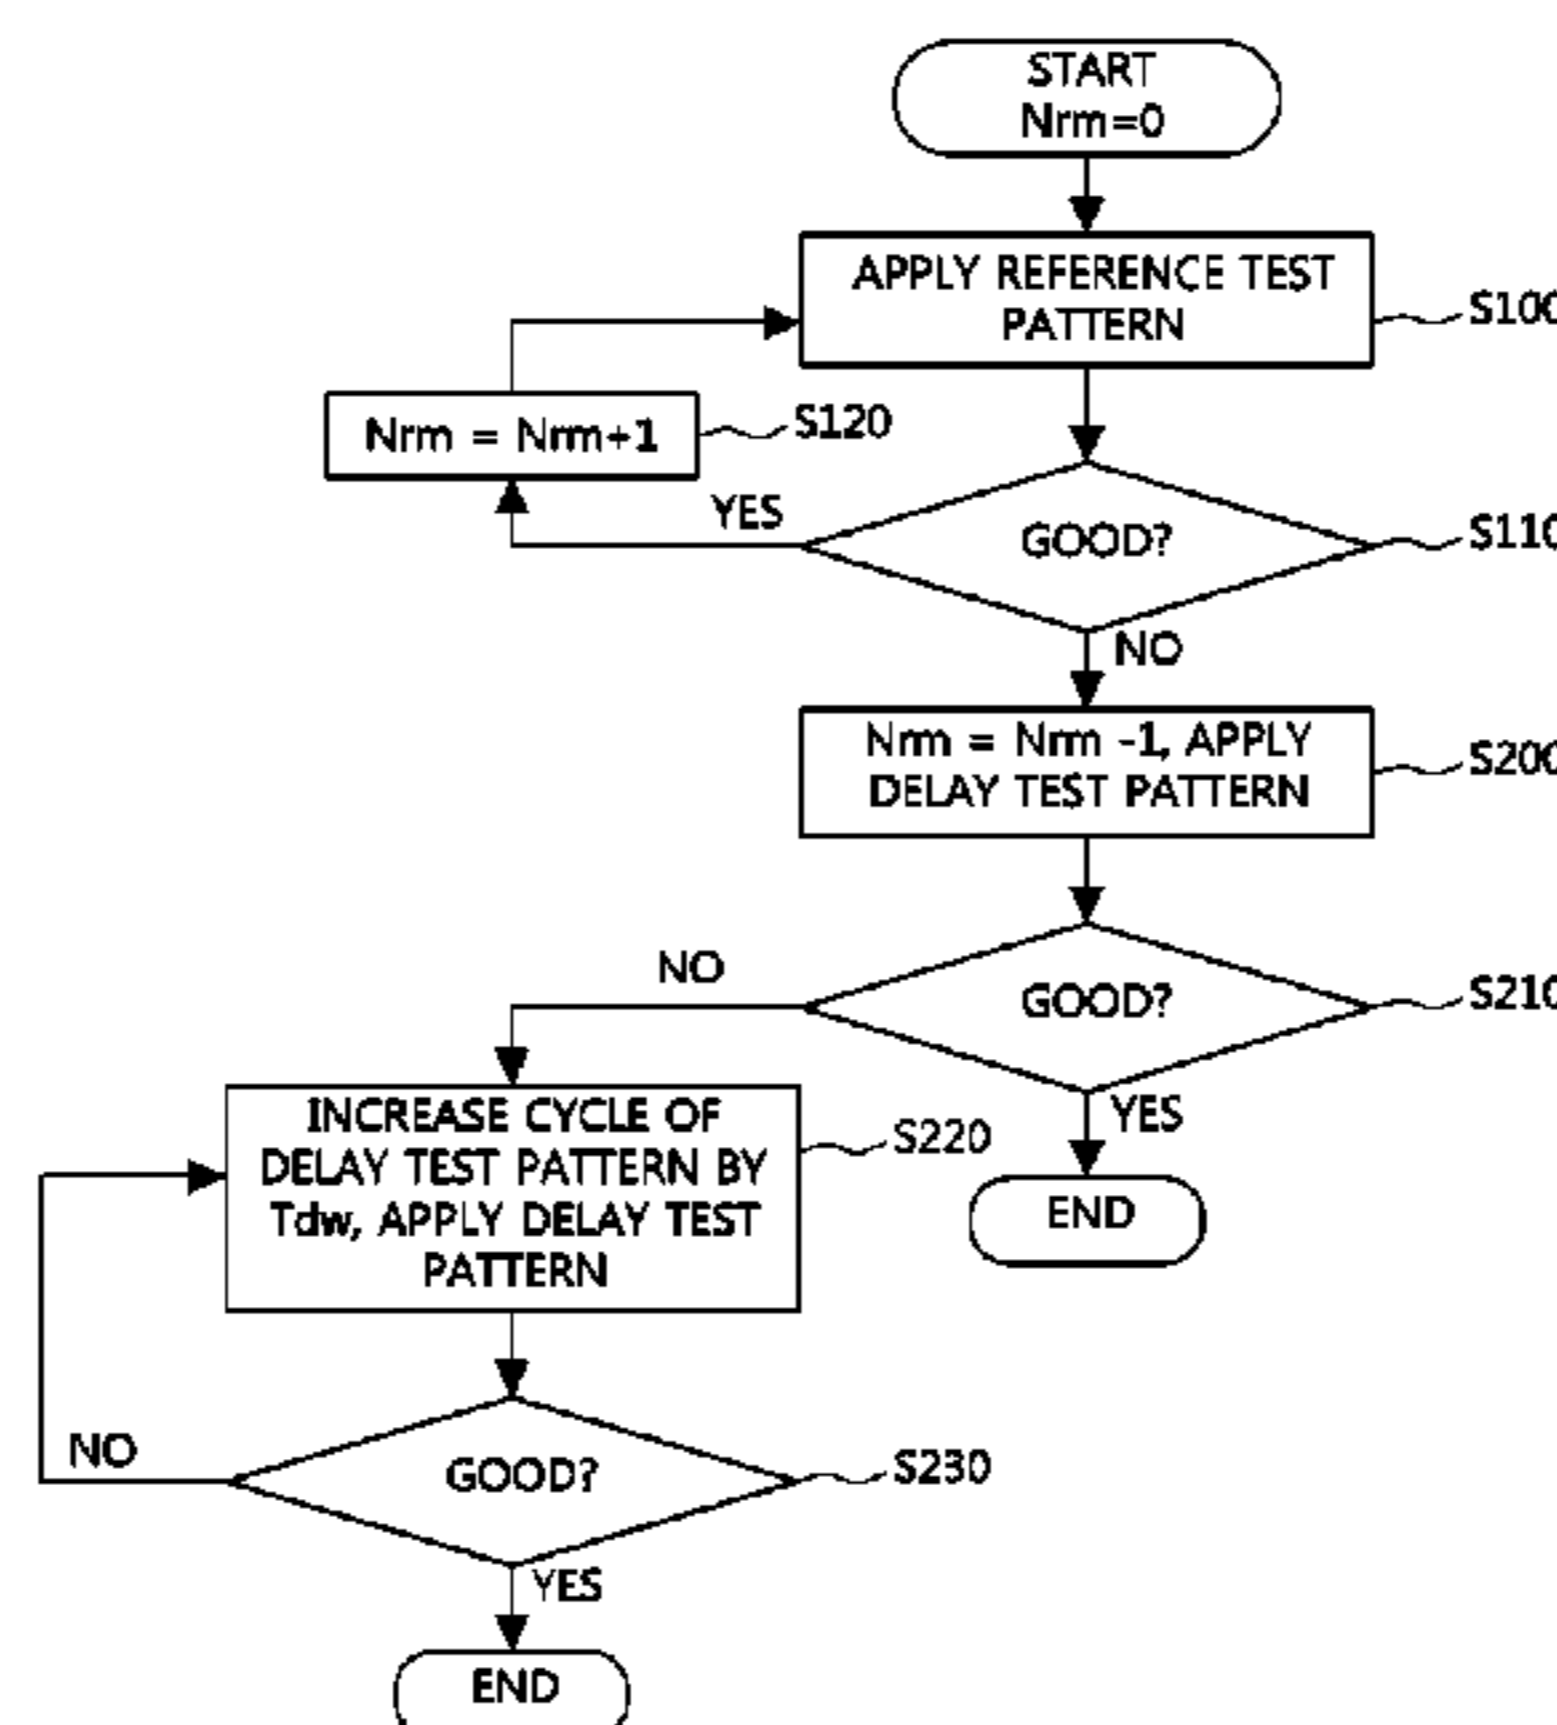 START
Nrm=0
APPLY REFERENCE TEST
PATTERN
S100
Nrm = Nrm+1
S120
YES
GOOD?
S110
NO
Nrm = Nrm -1, APPLY
DELAY TEST PATTERN
S200
NO
GOOD?
S210
YES
END
INCREASE CYCLE OF
DELAY TEST PATTERN BY
Tdw, APPLY DELAY TEST
PATTERN
S220
NO
GOOD?
S230
YES
END